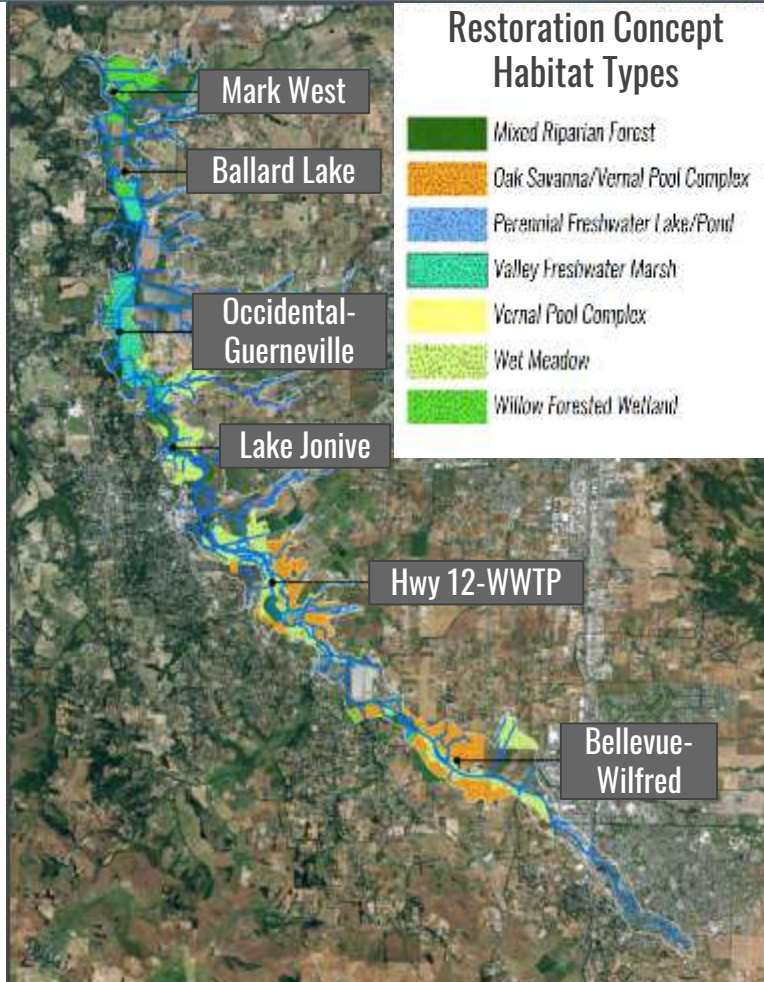 Restoration Concept
Habitat Types
Mixed Riparian Forest
Oak Savanna/Vernal Pool Complex
Perennial Freshwater Lake/Pond
Valley Freshwater Marsh
Vernal Pool Complex
Wet Meadow
Willow Forested Wetland
Mark West
Ballard Lake
Occidental-
Guerneville
Lake Jonive
Hwy 12-WWTP
Bellevue-
Wilfred